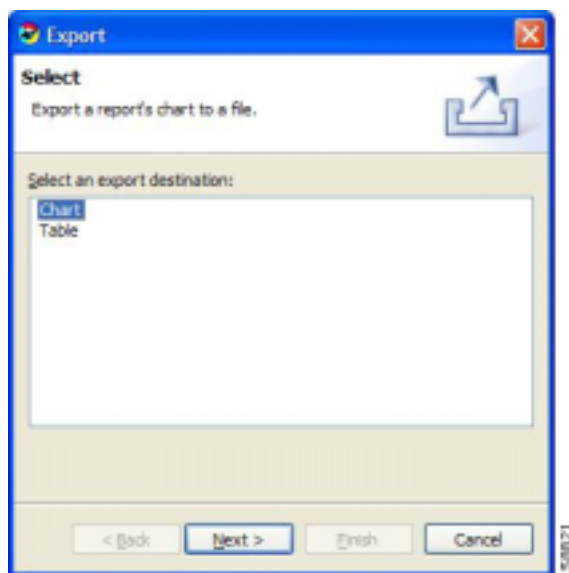 Export
Select
Export a report's chart to a file.
Select an export destination:
Chart
Table
< Back
Next >
Finish
Cancel